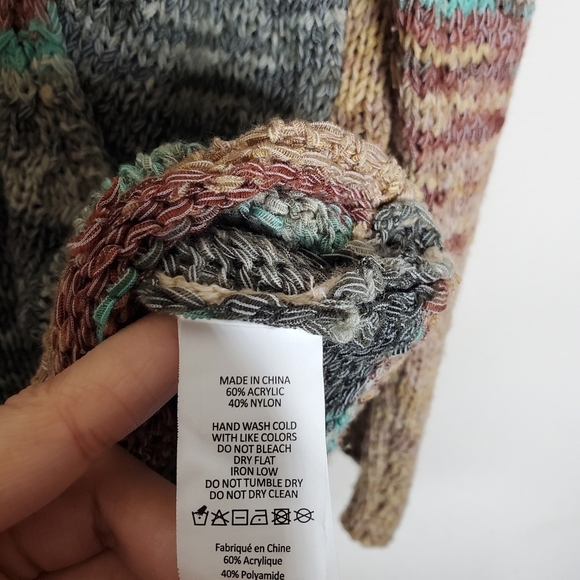 MADE IN CHINA
60% ACRYLIC
40% NYLON
HAND WASH COLD
WITH LIKE COLORS
DO NOT BLEACH
DRY FLAT
IRON LOW
DO NOT TUMBLE DRY
DO NOT DRY CLEAN
Fabriqué en Chine
60% Acrylique
40% Polyamide